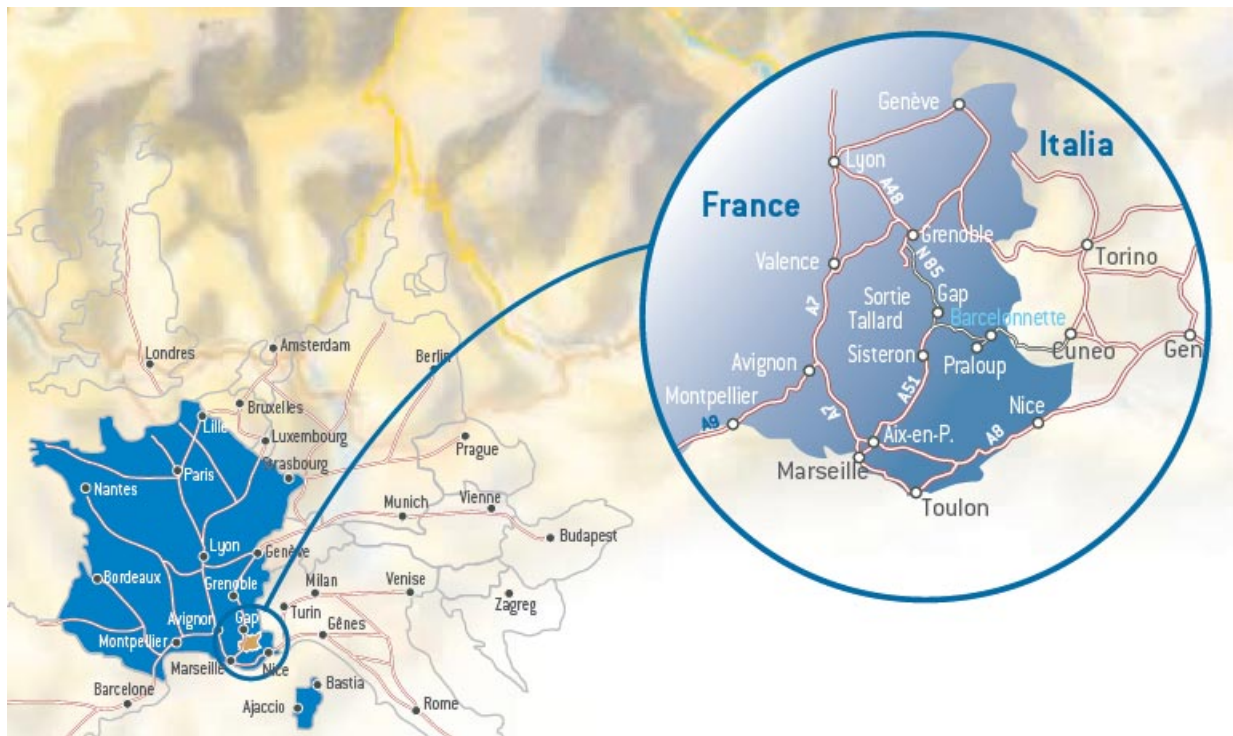 Londres
Amsterdam
Berlin
Bruxelles
Lille
Luxembourg
Strasbourg
Prague
Paris
Nantes
Munich
Vienne
Budapest
Lyon
Genève
Bordeaux
Grenoble
Milan
Venise
Zagreg
Turin
Avignon
Gap
Gênes
Montpellier
Marseille
Nice
Barcelone
Bastia
Ajaccio
Rome
Genève
Italia
Lyon
A48
France
Grenoble
N 85
Torino
Valence
Gap
Sortie
Tallard
A7
Barcelonnette
Cuneo
Gen
Sisteron
Praloup
Avignon
A51
Montpellier
Nice
A9
A7
Aix-en-P.
A8
Marseille
Toulon